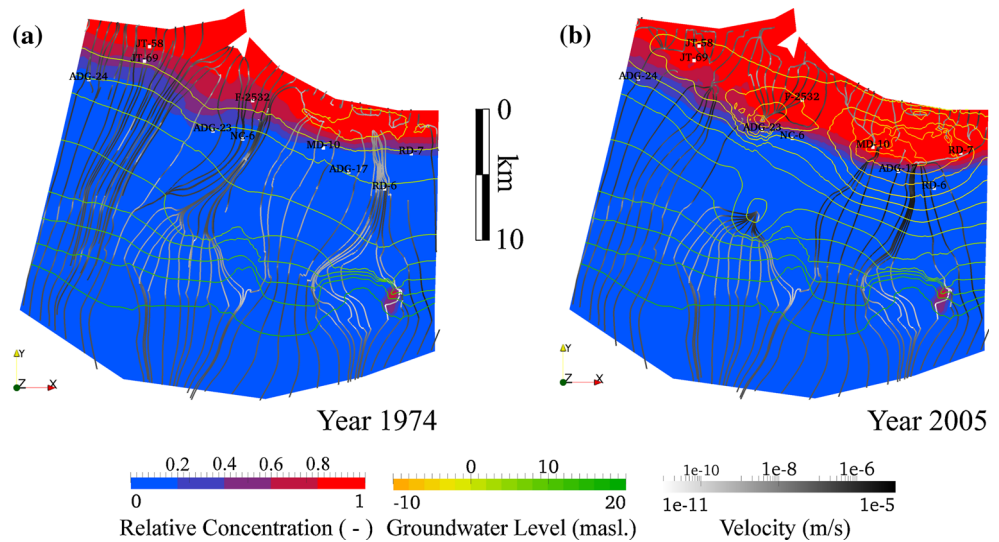 (a)
JT-58
JT-69
ADG-24
F-2532
ADG-23
NG-6
MD-10
RD-7
ADG-17
RD-6
Y
Z X
Year 1974
0
km
10
(b)
JT-58
JT-69
ADG-24
F-2532
ADG-23
NG-6
MD-10
RD-7
ADG-17
RD-6
Y
Z X
Year 2005
0.2 0.4 0.6 0.8
0 1
Relative Concentration ( - )
0 10
-10 20
Groundwater Level (masl.)
1e-10 1e-8 1e-6
1e-11 1e-5
Velocity (m/s)